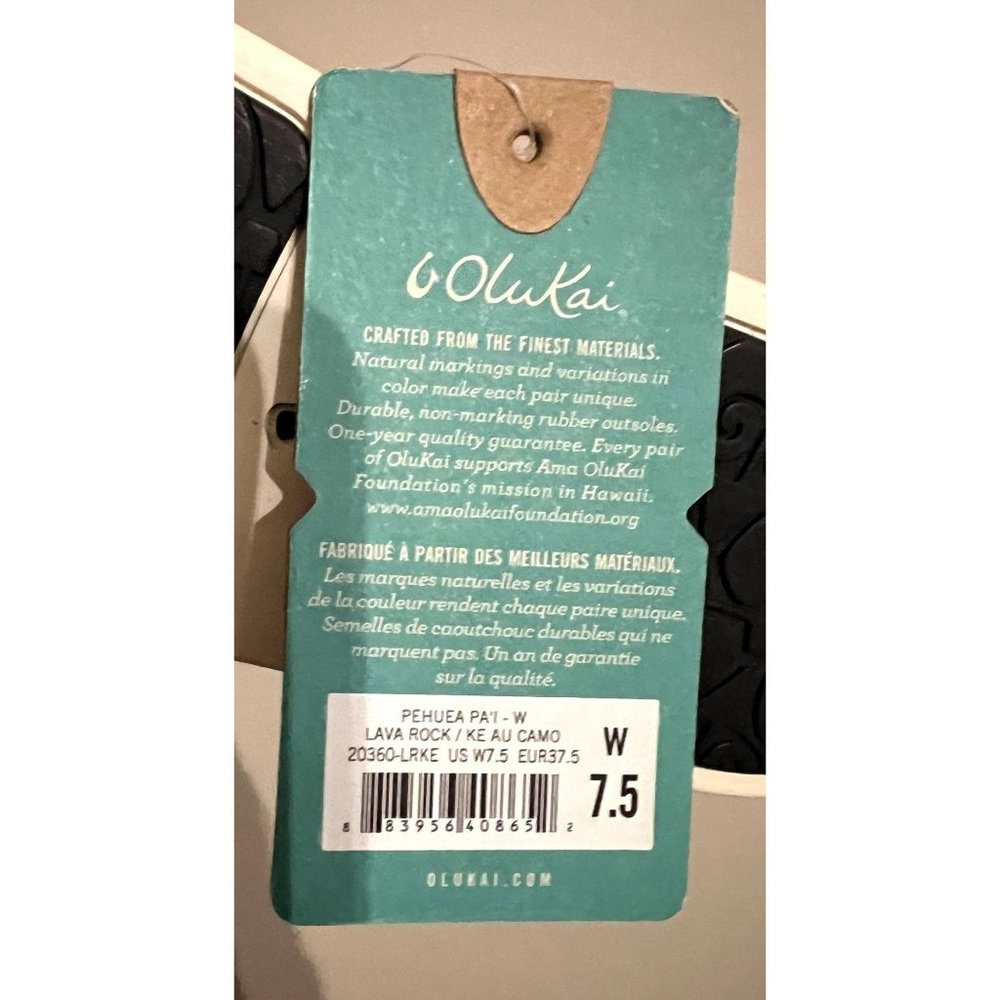 OluKai
CRAFTED FROM THE FINEST MATERIALS.
Natural markings and variations in
color make each pair unique.
Durable, non-marking rubber outsoles.
One-year quality guarantee. Every pair
of OluKai supports Ama OluKai
Foundation's mission in Hawaii.
www.amaolukaifoundation.org
FABRIQUÉ À PARTIR DES MEILLEURS MATÉRIAUX.
Les marques naturelles et les variations
de la couleur rendent chaque paire unique.
Semelles de caoutchouc durables qui ne
marquent pas. Un an de garantie
sur la qualité.
PEHUEA PA'I - W
LAVA ROCK / KE AU CAMO
20360-LRKE US W7.5 EUR37.5
W
7.5
8 83956 40865 2
OLUKAI.COM